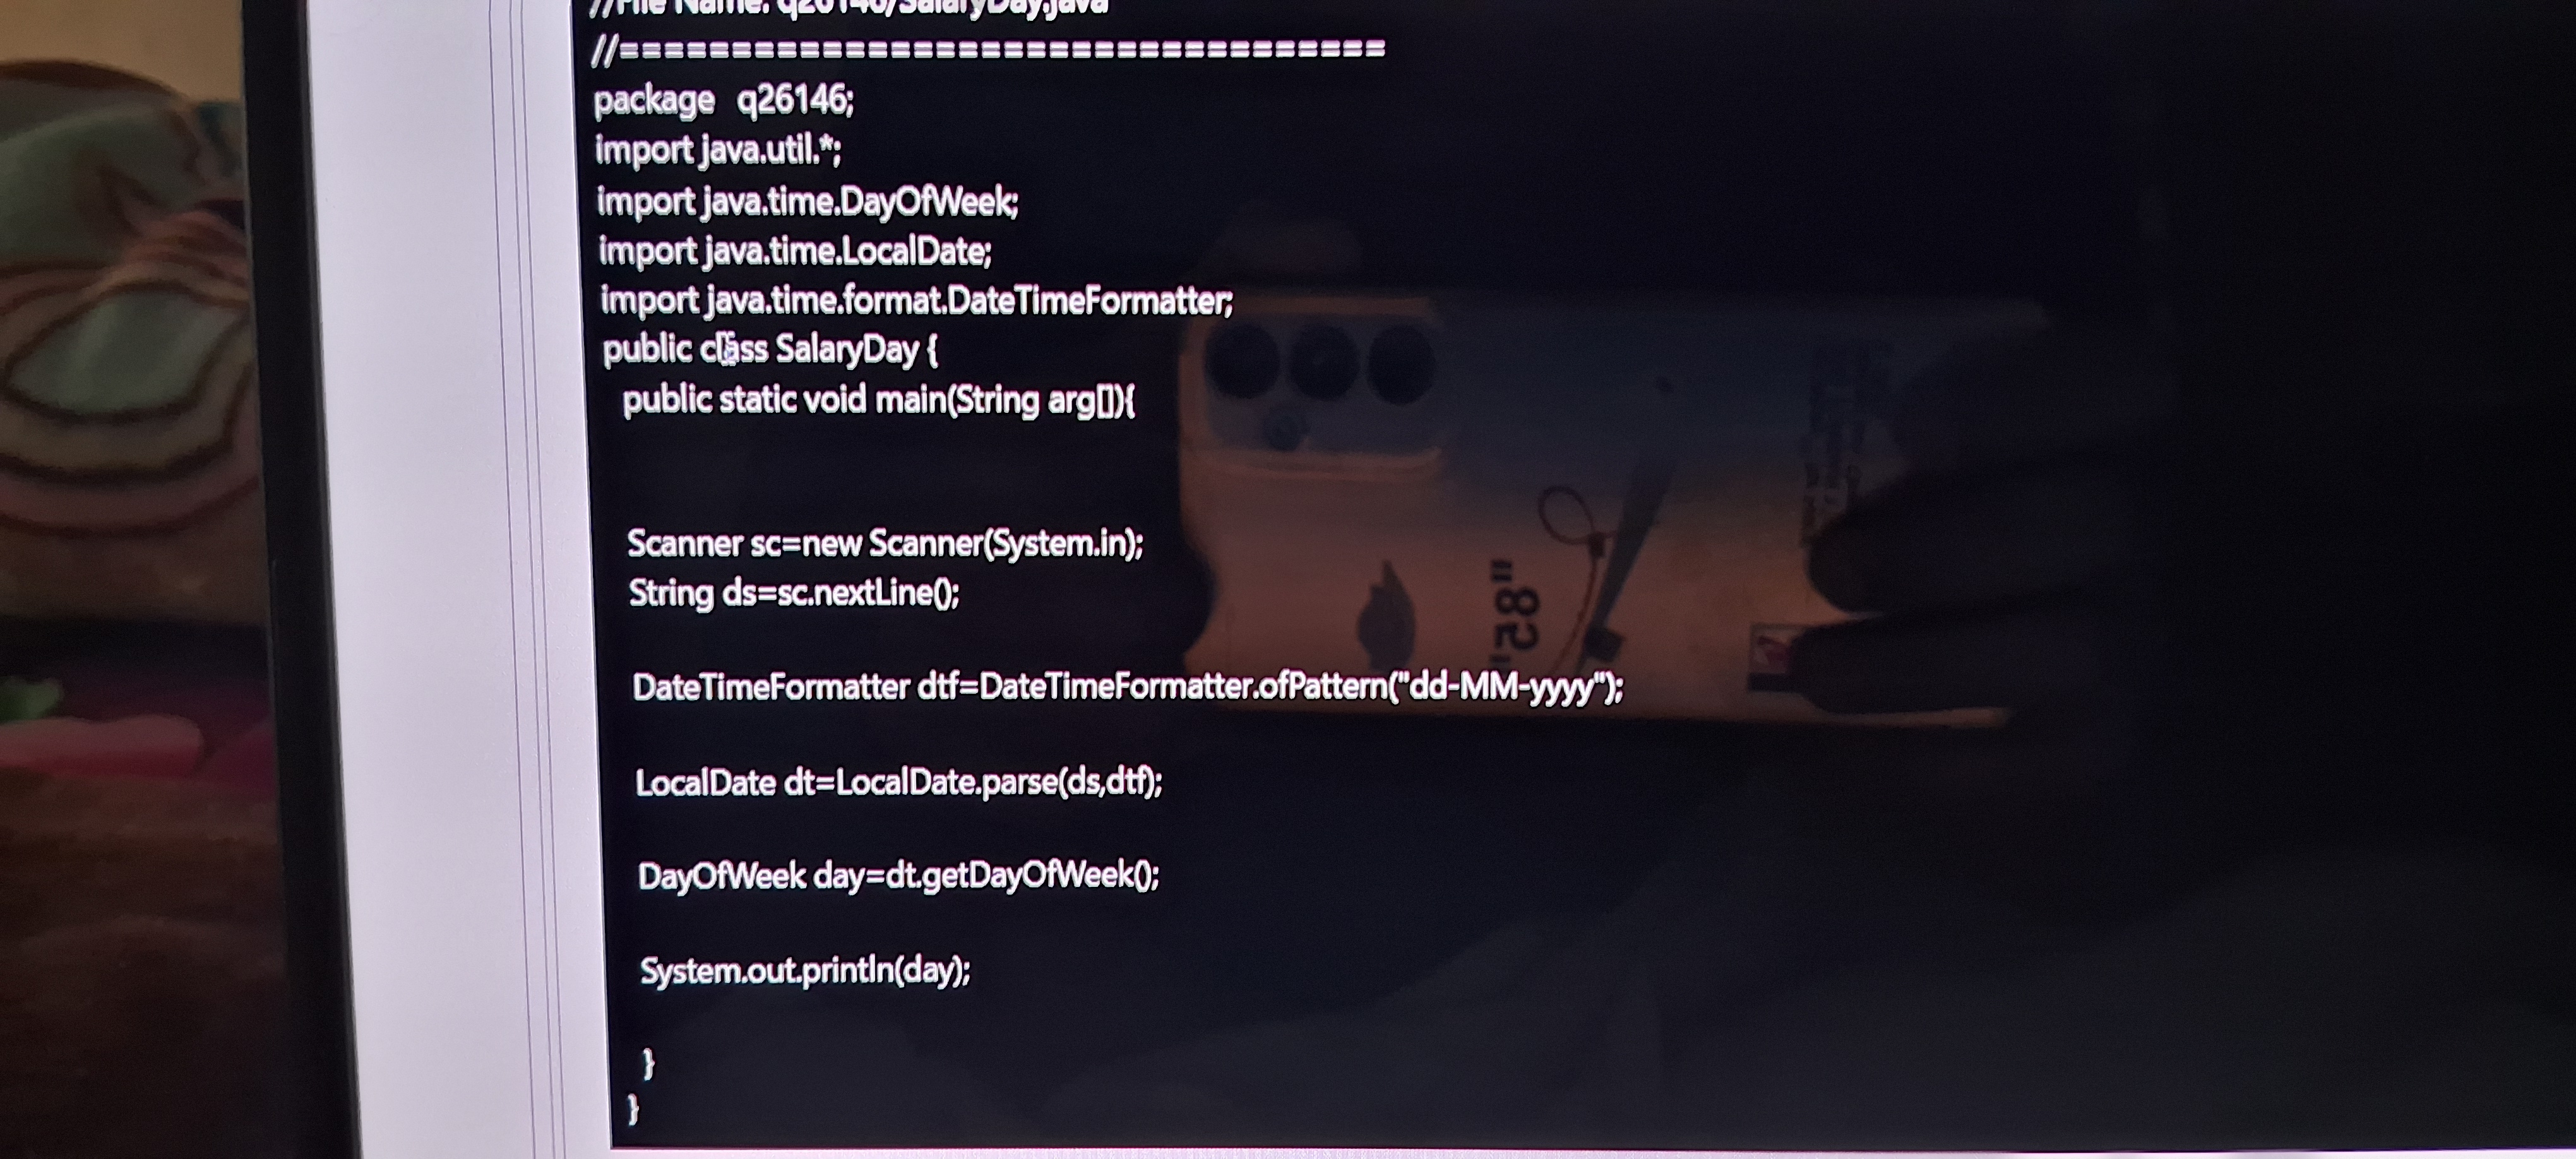 //File Name: q26146/SalaryDay.java
//===================================
package q26146;
import java.util.*;
import java.time.DayOfWeek;
import java.time.LocalDate;
import java.time.format.DateTimeFormatter;
public class SalaryDay {
public static void main(String arg[]){
Scanner sc=new Scanner(System.in);
String ds=sc.nextLine();
DateTimeFormatter dtf=DateTimeFormatter.ofPattern("dd-MM-yyyy");
LocalDate dt=LocalDate.parse(ds,dtf);
DayOfWeek day=dt.getDayOfWeek();
System.out.println(day);
}
}